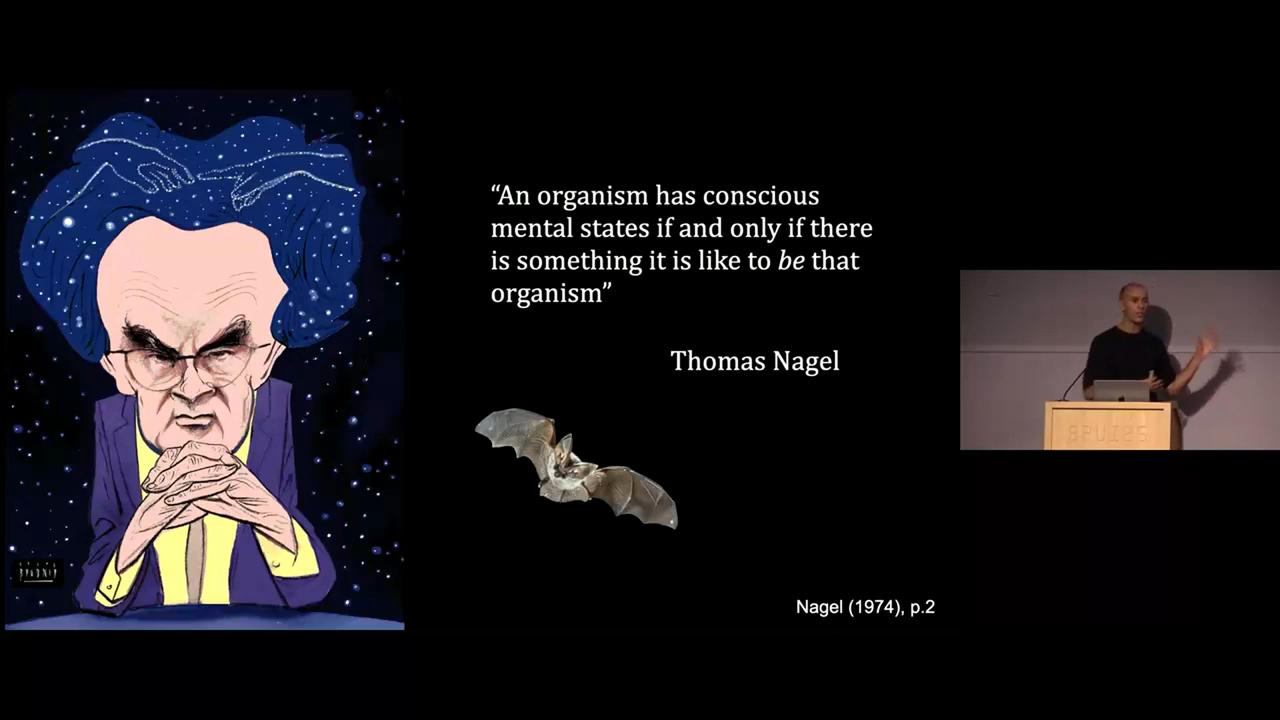 “An organism has conscious
mental states if and only if there
is something it is like to be that
organism”
Thomas Nagel
Nagel (1974), p.2